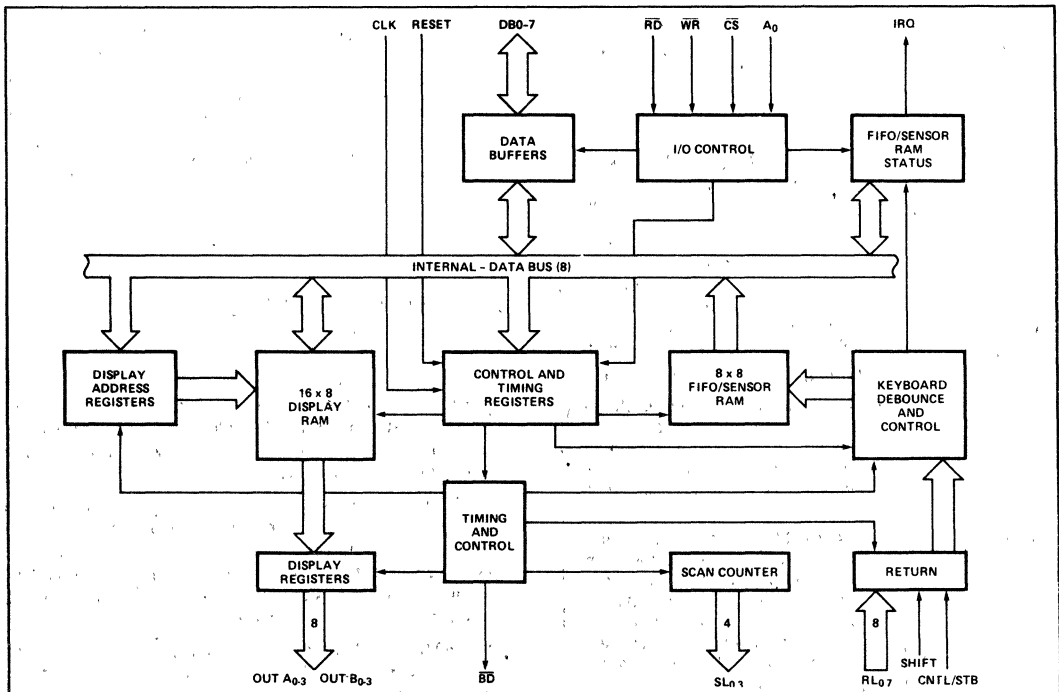 CLK RESET DB0-7 RD WR CS A0 IRQ
DATA
BUFFERS
I/O CONTROL
FIFO/SENSOR
RAM
STATUS
INTERNAL - DATA BUS (8)
DISPLAY
ADDRESS
REGISTERS
16 x 8
DISPLAY
RAM
CONTROL AND
TIMING
REGISTERS
8 x 8
FIFO/SENSOR
RAM
KEYBOARD
DEBOUNCE
AND
CONTROL
TIMING
AND
CONTROL
DISPLAY
REGISTERS
SCAN COUNTER
RETURN
8
4
8
OUT A0-3 OUT B0-3
BD
SL0 3
RL0 7
SHIFT
CNTL/STB